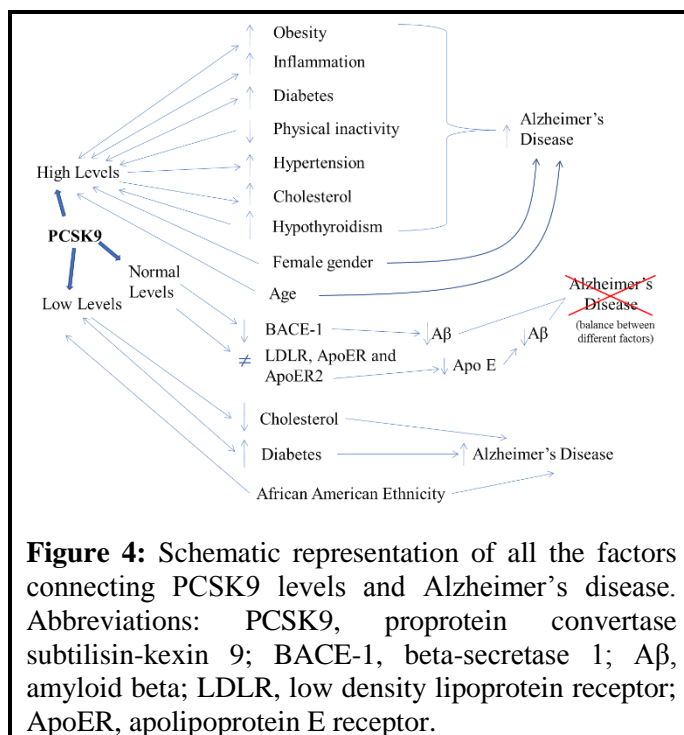 Obesity
Inflammation
Diabetes
Physical inactivity
Hypertension
Cholesterol
Hypothyroidism
Female gender
Age
High Levels
PCSK9
Normal
Levels
Low Levels
Alzheimer's
Disease
BACE-1
Aβ
≠ LDLR, ApoER and
ApoER2
Apo E
Aβ
Alzheimer's
Disease
(balance between
different factors)
Cholesterol
Diabetes
Alzheimer's Disease
African American Ethnicity
Figure 4: Schematic representation of all the factors
connecting PCSK9 levels and Alzheimer's disease.
Abbreviations: PCSK9, proprotein convertase
subtilisin-kexin 9; BACE-1, beta-secretase 1; Aβ,
amyloid beta; LDLR, low density lipoprotein receptor;
ApoER, apolipoprotein E receptor.